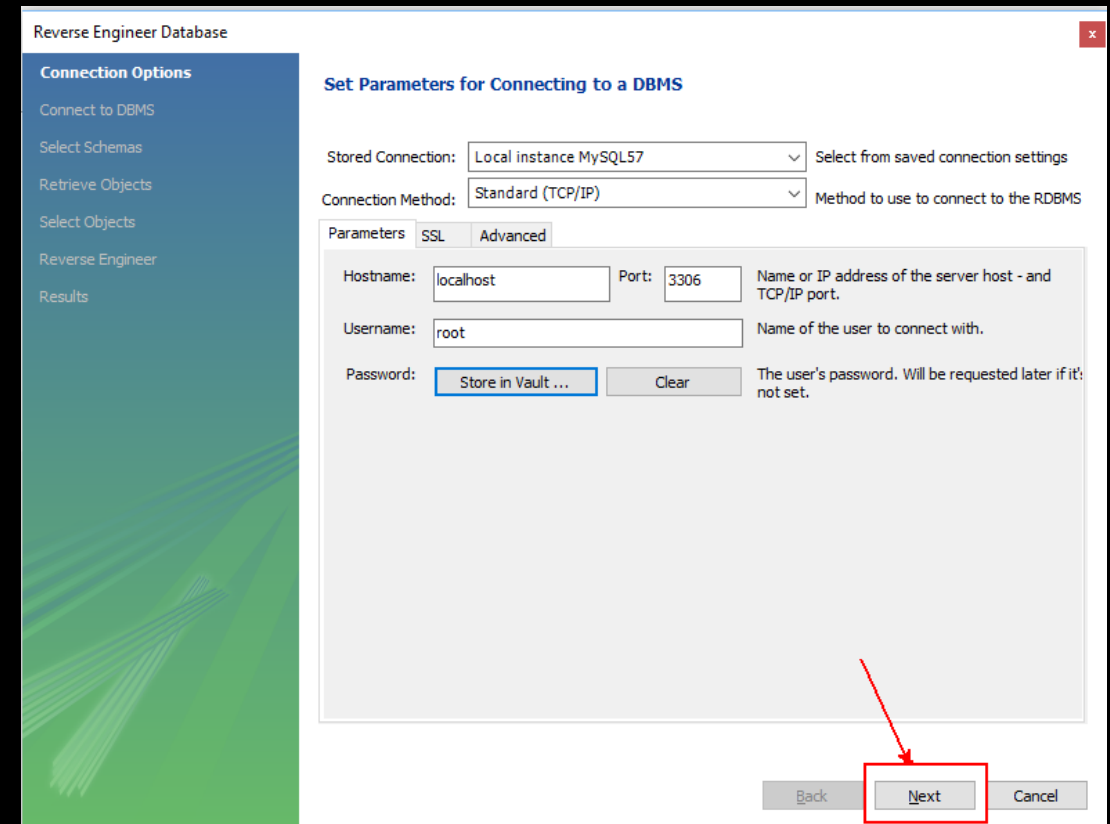 Reverse Engineer Database
x
Connection Options
Connect to DBMS
Select Schemas
Retrieve Objects
Select Objects
Reverse Engineer
Results
Set Parameters for Connecting to a DBMS
Stored Connection: Local instance MySQL57 Select from saved connection settings
Connection Method: Standard (TCP/IP) Method to use to connect to the RDBMS
Parameters SSL Advanced
Hostname: localhost Port: 3306 Name or IP address of the server host - and
TCP/IP port.
Username: root Name of the user to connect with.
Password: Store in Vault ... Clear The user's password. Will be requested later if it's
not set.
Back Next Cancel